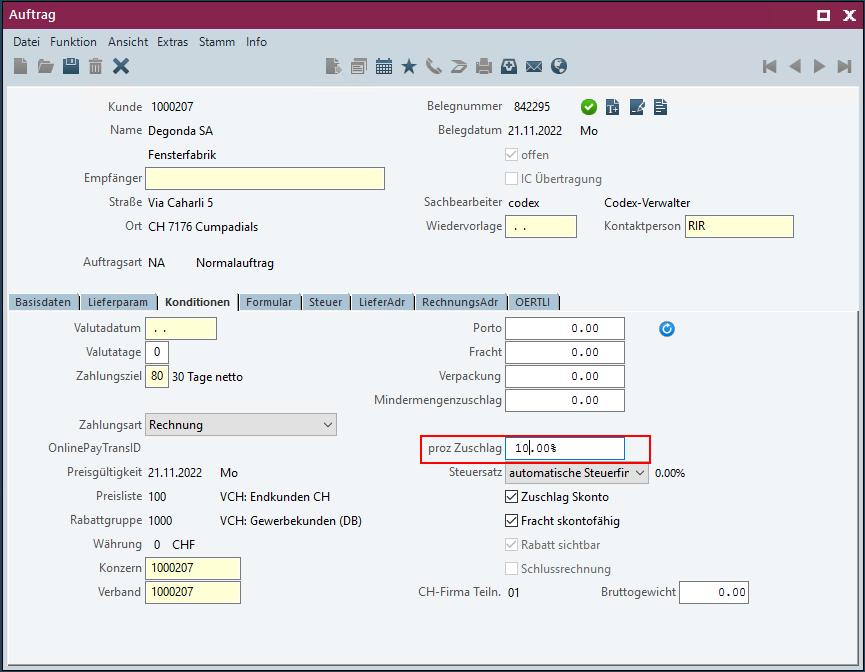 Auftrag
Datei Funktion Ansicht Extras Stamm Info
Kunde 1000207 Belegnummer 842295
Name Degonda SA Belegdatum 21.11.2022 Mo
Fensterfabrik offen
Empfänger IC Übertragung
Straße Via Caharli 5 Sachbearbeiter codex Codex-Verwalter
Ort CH 7176 Cumpadials Wiedervorlage . . Kontaktperson RIR
Auftragsart NA Normalauftrag
Basisdaten Lieferparam Konditionen Formular Steuer LieferAdr RechnungsAdr OERTLI
Valutadatum . . Porto 0.00
Valutatage 0 Fracht 0.00
Zahlungsziel 80 30 Tage netto Verpackung 0.00
Mindermengenzuschlag 0.00
Zahlungsart Rechnung
OnlinePayTransID proz Zuschlag 10.00%
Preisgültigkeit 21.11.2022 Mo Steuersatz automatische Steuerfir 0.00%
Preisliste 100 VCH: Endkunden CH Zuschlag Skonto
Rabattgruppe 1000 VCH: Gewerbekunden (DB) Fracht skontofähig
Währung 0 CHF Rabatt sichtbar
Konzern 1000207 Schlussrechnung
Verband 1000207 CH-Firma Teiln. 01 Bruttogewicht 0.00